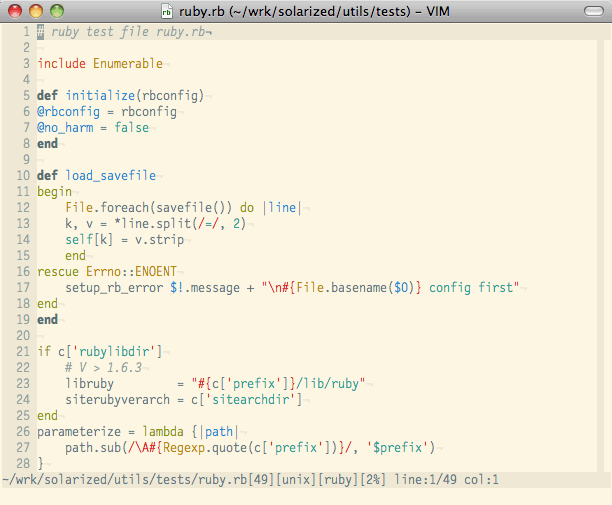 ruby.rb (~/wrk/solarized/utils/tests) – VIM
1 # ruby test file ruby.rb¬
2 ¬
3 include Enumerable¬
4 ¬
5 def initialize(rbconfig)¬
6 @rbconfig = rbconfig¬
7 @no_harm = false¬
8 end¬
9 ¬
10 def load_savefile¬
11 begin¬
12     File.foreach(savefile()) do |line|¬
13     k, v = *line.split(/=/, 2)¬
14     self[k] = v.strip¬
15     end¬
16 rescue Errno::ENOENT¬
17     setup_rb_error $!.message + "\n#{File.basename($0)} config first"¬
18 end¬
19 end¬
20 ¬
21 if c['rubylibdir']¬
22     # V > 1.6.3¬
23     libruby         = "#{c['prefix']}/lib/ruby"¬
24     siterubyverarch = c['sitearchdir']¬
25 end¬
26 parameterize = lambda {|path|¬
27     path.sub(/\A#{Regexp.quote(c['prefix'])}/, '$prefix')¬
28 }¬
~/wrk/solarized/utils/tests/ruby.rb[49][unix][ruby][2%] line:1/49 col:1